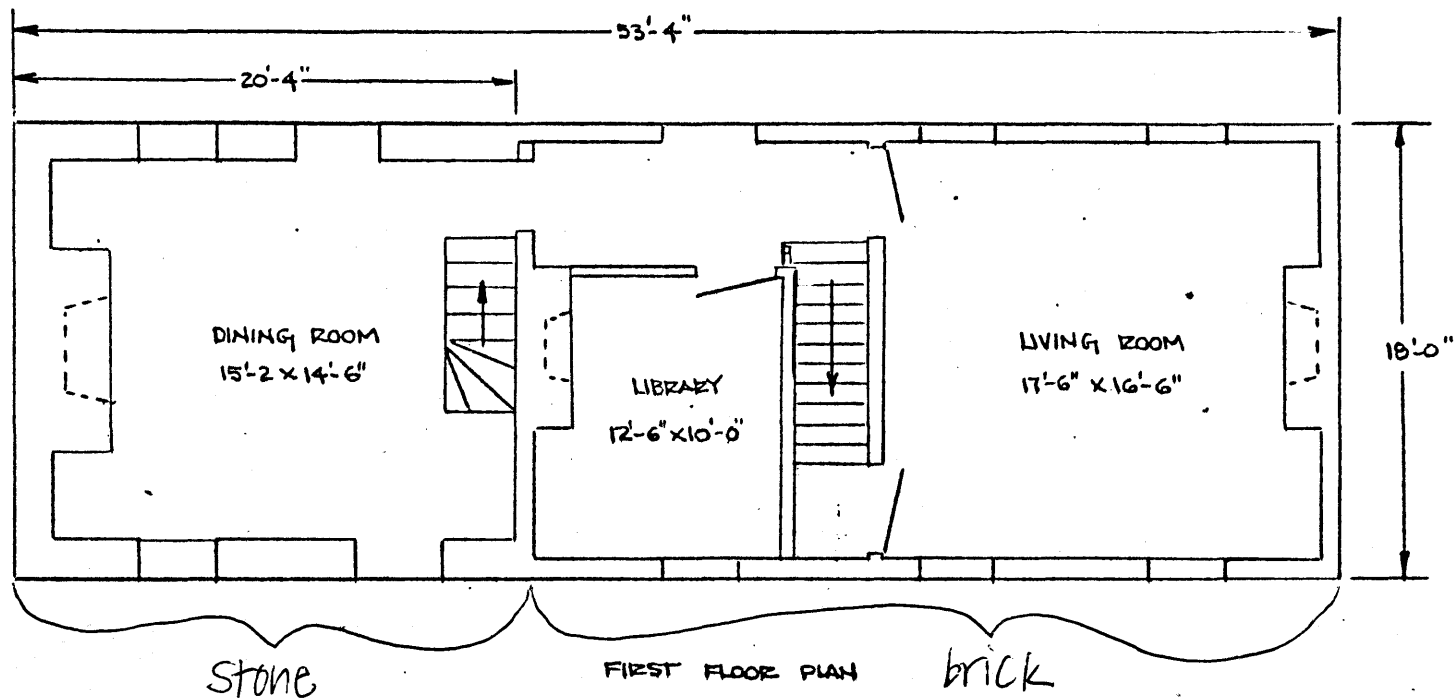 53'-4"
20'-4"
DINING ROOM
15'-2 x 14'-6"
LIBRARY
12'-6" x 10'-0"
LIVING ROOM
17'-6" x 16'-6"
18'-0"
stone
FIRST FLOOR PLAN
brick